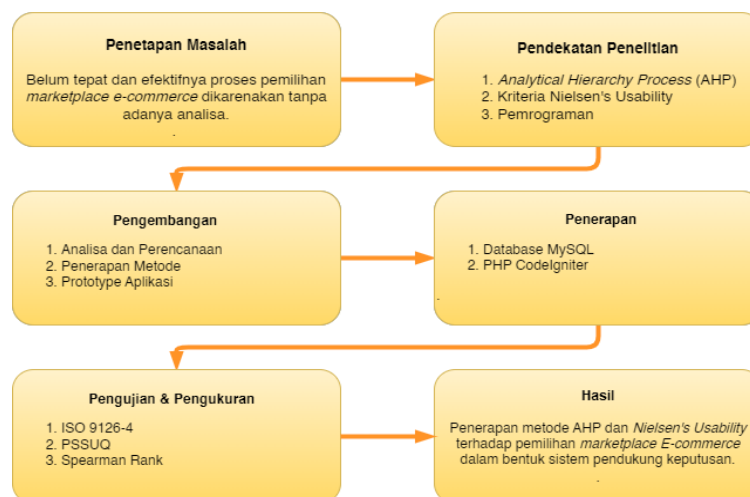 Penetapan Masalah
Belum tepat dan efektifnya proses pemilihan
marketplace e-commerce dikarenakan tanpa
adanya analisa.
.
Pendekatan Penelitian
1. Analytical Hierarchy Process (AHP)
2. Kriteria Nielsen's Usability
3. Pemrograman
Pengembangan
1. Analisa dan Perencanaan
2. Penerapan Metode
3. Prototype Aplikasi
Penerapan
1. Database MySQL
2. PHP CodeIgniter
.
Pengujian & Pengukuran
1. ISO 9126-4
2. PSSUQ
3. Spearman Rank
Hasil
Penerapan metode AHP dan Nielsen's Usability
terhadap pemilihan marketplace E-commerce
dalam bentuk sistem pendukung keputusan.
.